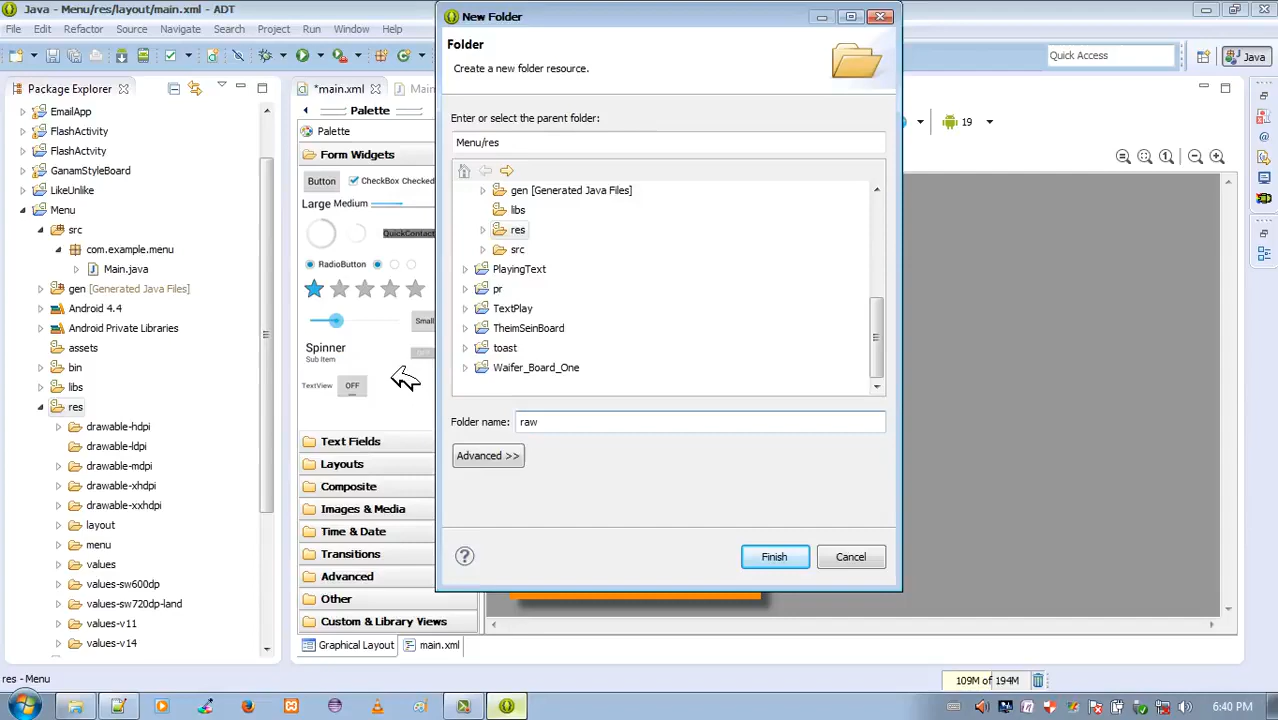 Java - Menu/res/layout/main.xml - ADT
File Edit Refactor Source Navigate Search Project Run Window Help
Quick Access
Java
Package Explorer
EmailApp
FlashActivity
FlashActvity
GanamStyleBoard
LikeUnlike
Menu
src
com.example.menu
Main.java
gen [Generated Java Files]
Android 4.4
Android Private Libraries
assets
bin
libs
res
drawable-hdpi
drawable-ldpi
drawable-mdpi
drawable-xhdpi
drawable-xxhdpi
layout
menu
values
values-sw600dp
values-sw720dp-land
values-v11
values-v14
*main.xml
Main
Palette
Palette
Form Widgets
Button
CheckBox Checked
Large Medium
QuickContact
RadioButton
Small
Spinner
Sub Item
OFF
TextView
OFF
Text Fields
Layouts
Composite
Images & Media
Time & Date
Transitions
Advanced
Other
Custom & Library Views
Graphical Layout
main.xml
New Folder
Folder
Create a new folder resource.
Enter or select the parent folder:
Menu/res
gen [Generated Java Files]
libs
res
src
PlayingText
pr
TextPlay
TheimSeinBoard
toast
Waifer_Board_One
Folder name: raw
Advanced >>
Finish
Cancel
19
res - Menu
109M of 194M
6:40 PM